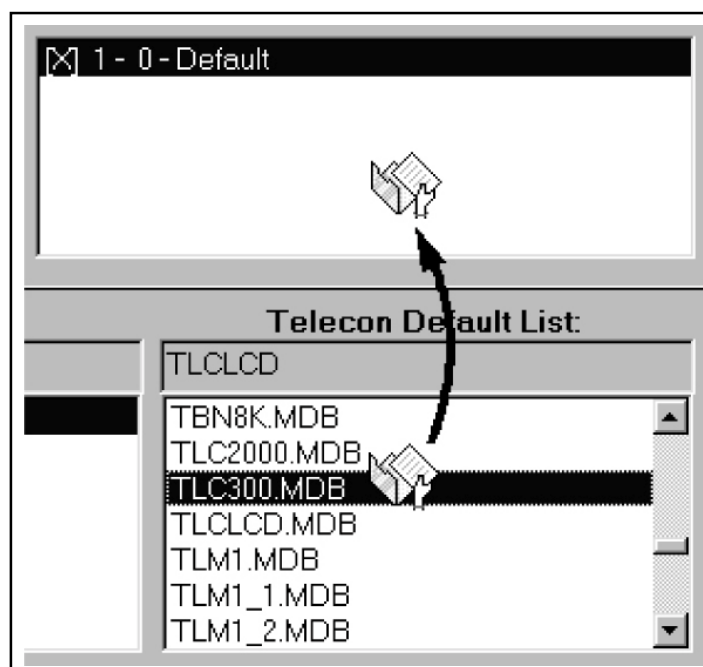 [X] 1 - 0 - Default
Telecon Default List:
TLCLCD
TBN8K.MDB
TLC2000.MDB
TLC300.MDB
TLCLCD.MDB
TLM1.MDB
TLM1_1.MDB
TLM1_2.MDB